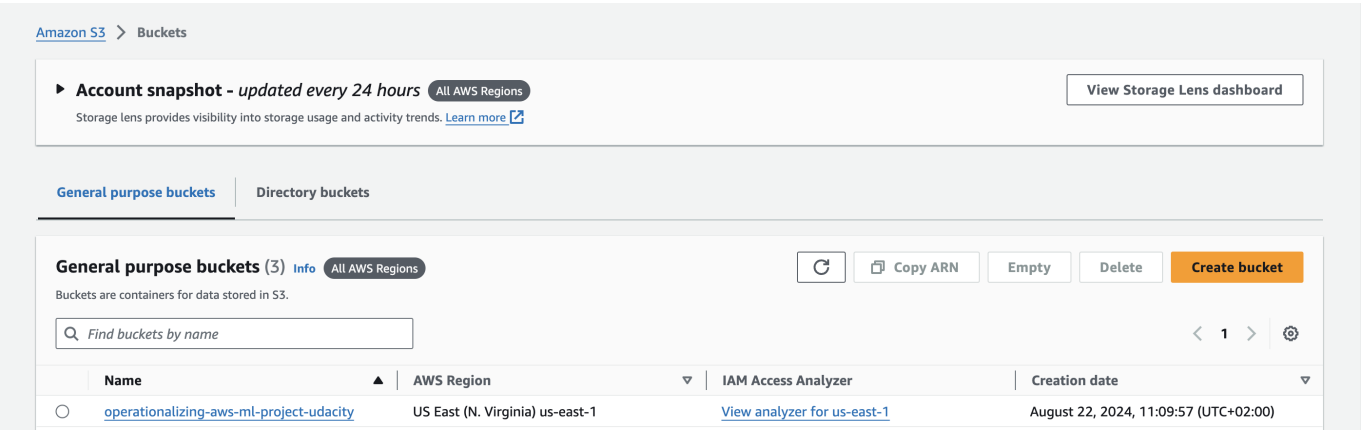 Amazon S3 > Buckets
Account snapshot - updated every 24 hours All AWS Regions
View Storage Lens dashboard
Storage lens provides visibility into storage usage and activity trends. Learn more
General purpose buckets Directory buckets
General purpose buckets (3) Info All AWS Regions
Copy ARN Empty Delete Create bucket
Buckets are containers for data stored in S3.
Find buckets by name
1
Name AWS Region IAM Access Analyzer Creation date
operationalizing-aws-ml-project-udacity US East (N. Virginia) us-east-1 View analyzer for us-east-1 August 22, 2024, 11:09:57 (UTC+02:00)